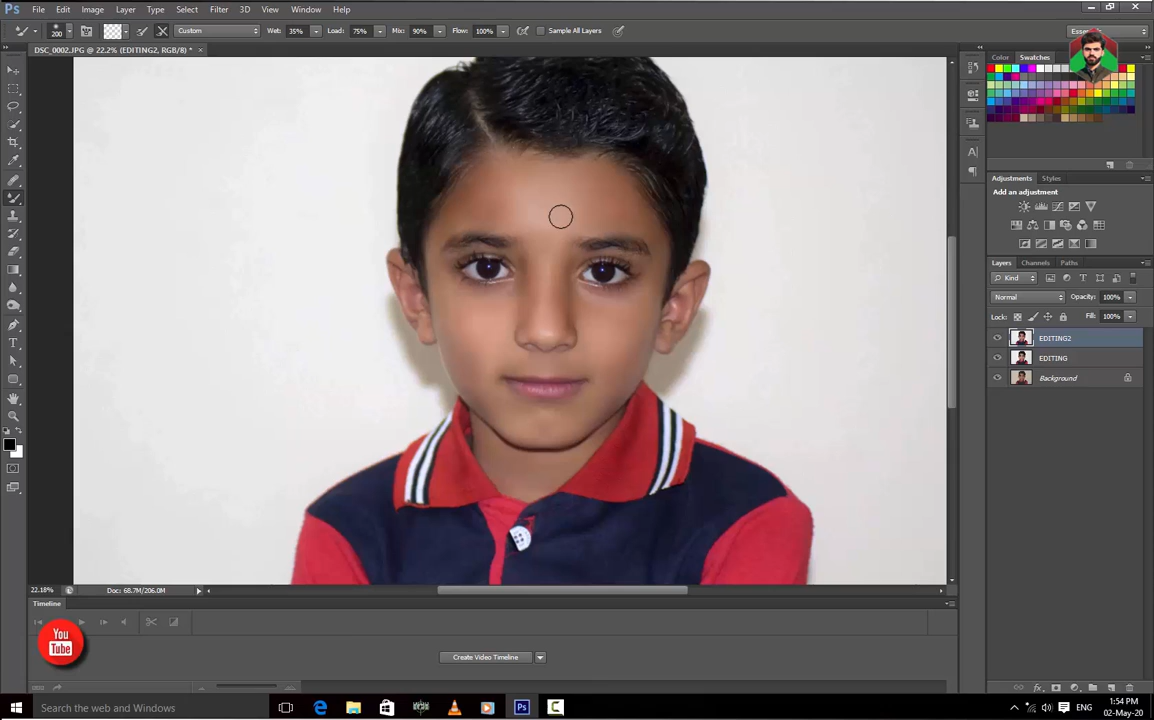 Ps File Edit Image Layer Type Select Filter 3D View Window Help
200 Custom Wet: 35% Load: 75% Mix: 90% Flow: 100% Sample All Layers
DSC_0002.JPG @ 22.2% (EDITING2, RGB/8) * ×
Color Swatches
Adjustments Styles
Add an adjustment
Layers Channels Paths
Kind
Normal Opacity: 100%
Lock: Fill: 100%
EDITING2
EDITING
Background
22.18% Doc: 68.7M/206.0M
Timeline
You
Tube
Create Video Timeline
Search the web and Windows
ENG
1:54 PM
02-May-20